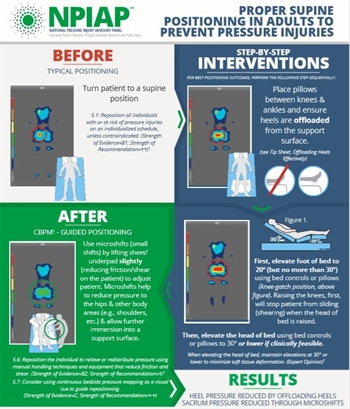 NPIAP
NATIONAL PRESSURE INJURY ADVISORY PANEL
PROPER SUPINE
POSITIONING IN ADULTS TO
PREVENT PRESSURE INJURIES
BEFORE
TYPICAL POSITIONING
Turn patient to a supine
position
5.1: Reposition all individuals
with or at risk of pressure injuries
on an individualized schedule,
unless contraindicated. (Strength
of Evidence=B1; Strength of
Recommendation=↑↑)¹
STEP-BY-STEP
INTERVENTIONS
FOR BEST POSITIONING OUTCOMES, PERFORM THE FOLLOWING STEP SEQUENTIALLY.
Place pillows
between knees &
ankles and ensure
heels are offloaded
from the support
surface.
(see Tip Sheet, Offloading Heels
Effectively)
AFTER
CBPM¹ - GUIDED POSITIONING
Use microshifts (small
shifts) by lifting sheet/
underpad slightly
(reducing friction/shear
on the patient) to adjust
patient. Microshifts help
to reduce pressure to
the hips & other body
areas (e.g., shoulders,
etc.) & allow further
immersion into a
support surface.
5.6: Reposition the individual to relieve or redistribute pressure using
manual handling techniques and equipment that reduce friction and
shear. (Strength of Evidence=B2; Strength of Recommendation=↑↑)¹
5.7: Consider using continuous bedside pressure mapping as a visual
cue to guide repositioning.
(Strength of Evidence=C; Strength of Recommendation=↔)¹
Figure 1.
30°
20°
First, elevate foot of bed to
20° (but no more than 30°)
using bed controls or pillows
(knee-gatch position, above
figure). Raising the knees, first,
will stop patient from sliding
(shearing) when the head of
bed is raised.
Then, elevate the head of bed using bed controls
or pillows to 30° or lower if clinically feasible.
When elevating the head of bed, maintain elevations at 30° or
lower to minimize soft tissue deformation. (Expert Opinion)¹
RESULTS
HEEL PRESSURE REDUCED BY OFFLOADING HEELS
SACRUM PRESSURE REDUCED THROUGH MICROSHIFTS